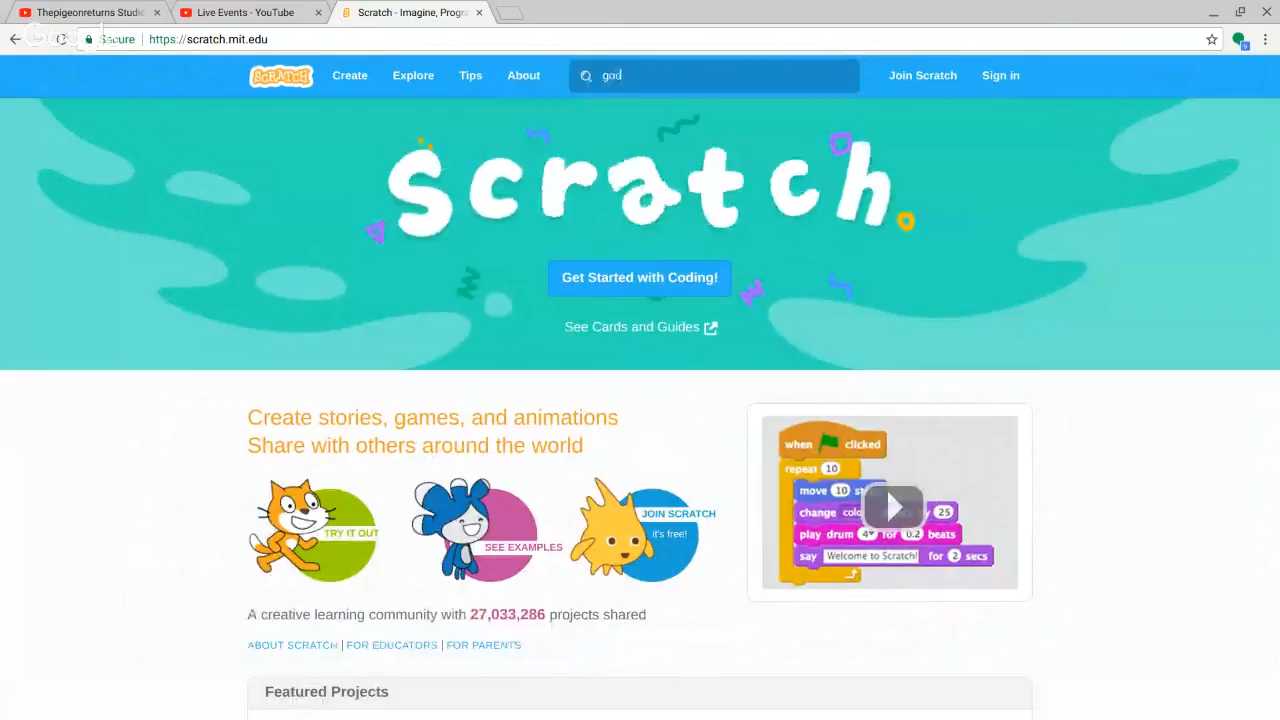 Thepigeonreturns Studi
Live Events - YouTube
Scratch - Imagine, Progra
Secure
https://scratch.mit.edu
SCRATCH
Create
Explore
Tips
About
god
Join Scratch
Sign in
Scratch
Get Started with Coding!
See Cards and Guides
Create stories, games, and animations
Share with others around the world
TRY IT OUT
SEE EXAMPLES
JOIN SCRATCH
it's free!
when clicked
repeat 10
move 10
change 25
play drum 4 for 0.2 beats
say Welcome to Scratch! for 2 secs
A creative learning community with 27,033,286 projects shared
ABOUT SCRATCH | FOR EDUCATORS | FOR PARENTS
Featured Projects